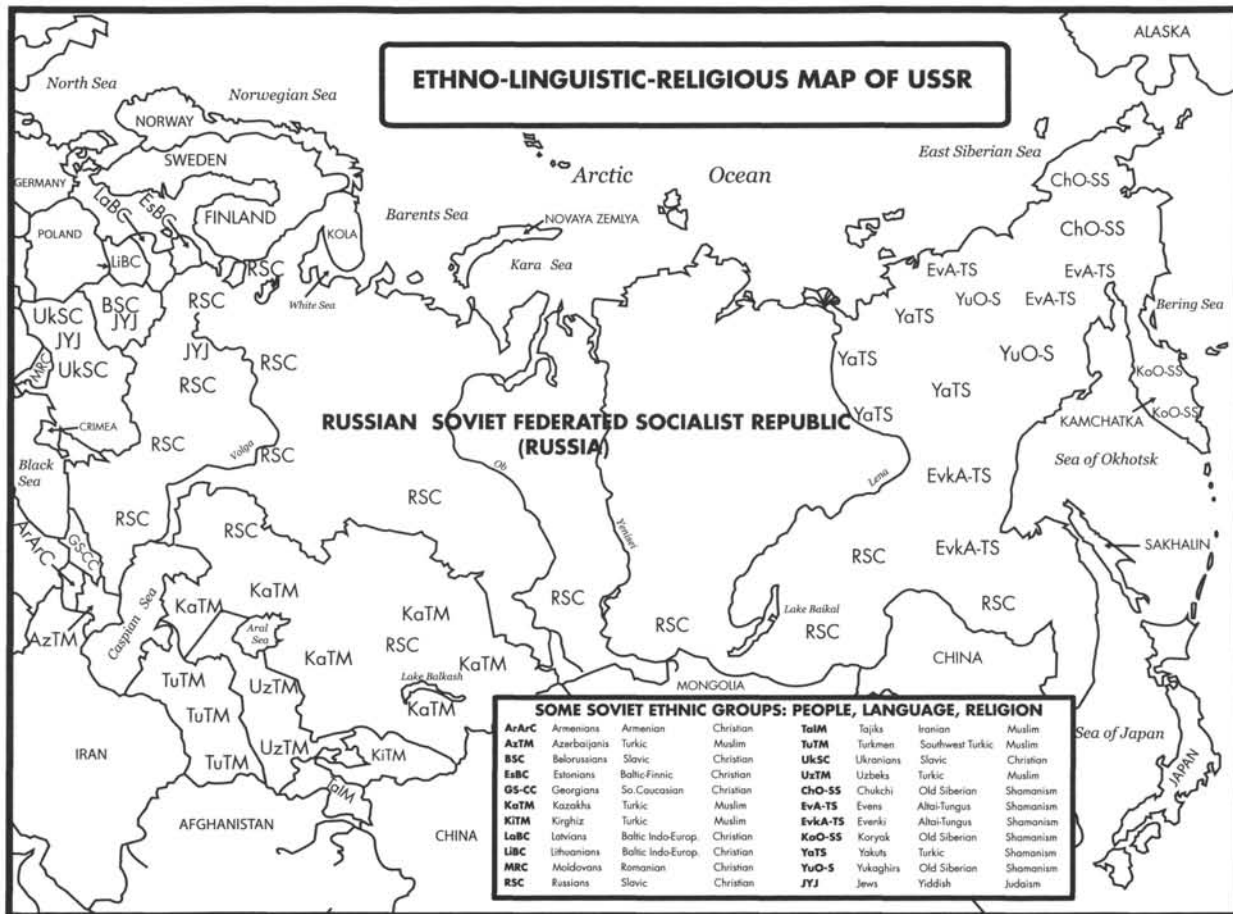 ETHNO-LINGUISTIC-RELIGIOUS MAP OF USSR
ALASKA
North Sea
Norwegian Sea
NORWAY
East Siberian Sea
SWEDEN
Arctic Ocean
GERMANY
ChO-SS
LaBC
EsBC
FINLAND
Barents Sea
NOVAYA ZEMLYA
ChO-SS
POLAND
KOLA
LiBC
RSC
Kara Sea
EvA-TS
EvA-TS
White Sea
UkSC
BSC
RSC
YuO-S
EvA-TS
Bering Sea
JYJ
JYJ
YaTS
JYJ
MRC
UkSC
RSC
RSC
YaTS
YuO-S
KoO-SS
YaTS
RUSSIAN SOVIET FEDERATED SOCIALIST REPUBLIC
(RUSSIA)
YaTS
KoO-SS
KAMCHATKA
CRIMEA
RSC
Volga
RSC
Ob
Lena
Sea of Okhotsk
Black
Sea
EvkA-TS
RSC
Yenisei
RSC
RSC
ArArC
GS-CC
RSC
EvkA-TS
SAKHALIN
KaTM
KaTM
KaTM
RSC
RSC
Lake Baikal
RSC
RSC
AzTM
Caspian Sea
Aral
Sea
RSC
KaTM
KaTM
CHINA
Lake Balkash
TuTM
UzTM
KaTM
MONGOLIA
TuTM
IRAN
UzTM
KiTM
TuTM
TaIM
AFGHANISTAN
CHINA
Sea of Japan
JAPAN
SOME SOVIET ETHNIC GROUPS: PEOPLE, LANGUAGE, RELIGION
ArArC Armenians Armenian Christian
AzTM Azerbaijanis Turkic Muslim
BSC Belorussians Slavic Christian
EsBC Estonians Baltic-Finnic Christian
GS-CC Georgians So.Caucasian Christian
KaTM Kazakhs Turkic Muslim
KiTM Kirghiz Turkic Muslim
LaBC Latvians Baltic Indo-Europ. Christian
LiBC Lithuanians Baltic Indo-Europ. Christian
MRC Moldovans Romanian Christian
RSC Russians Slavic Christian
TaIM Tajiks Iranian Muslim
TuTM Turkmen Southwest Turkic Muslim
UkSC Ukranians Slavic Christian
UzTM Uzbeks Turkic Muslim
ChO-SS Chukchi Old Siberian Shamanism
EvA-TS Evens Altai-Tungus Shamanism
EvkA-TS Evenki Altai-Tungus Shamanism
KoO-SS Koryak Old Siberian Shamanism
YaTS Yakuts Turkic Shamanism
YuO-S Yukaghirs Old Siberian Shamanism
JYJ Jews Yiddish Judaism